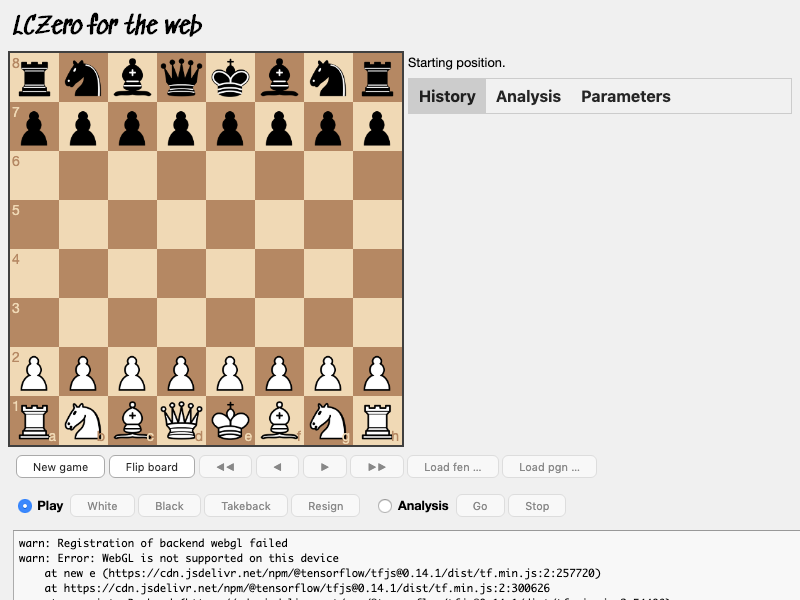 LCZero for the web
Starting position.
History Analysis Parameters
8
7
6
5
4
3
2
1
a b c d e f g h
New game Flip board ◀◀ ◀ ▶ ▶▶ Load fen ... Load pgn ...
Play White Black Takeback Resign Analysis Go Stop
warn: Registration of backend webgl failed
warn: Error: WebGL is not supported on this device
at new e (https://cdn.jsdelivr.net/npm/@tensorflow/tfjs@0.14.1/dist/tf.min.js:2:257720)
at https://cdn.jsdelivr.net/npm/@tensorflow/tfjs@0.14.1/dist/tf.min.js:2:300626